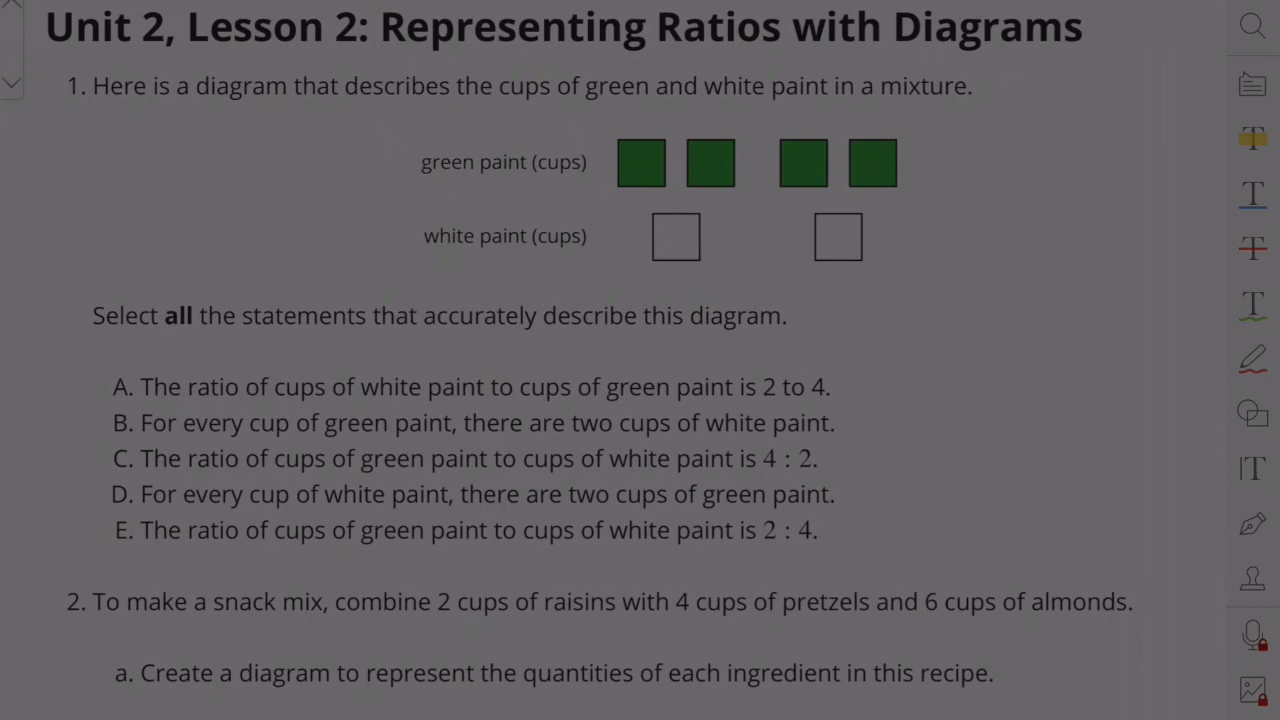 Unit 2, Lesson 2: Representing Ratios with Diagrams
1. Here is a diagram that describes the cups of green and white paint in a mixture.
green paint (cups)
white paint (cups)
Select all the statements that accurately describe this diagram.
A. The ratio of cups of white paint to cups of green paint is 2 to 4.
B. For every cup of green paint, there are two cups of white paint.
C. The ratio of cups of green paint to cups of white paint is 4 : 2.
D. For every cup of white paint, there are two cups of green paint.
E. The ratio of cups of green paint to cups of white paint is 2 : 4.
2. To make a snack mix, combine 2 cups of raisins with 4 cups of pretzels and 6 cups of almonds.
a. Create a diagram to represent the quantities of each ingredient in this recipe.